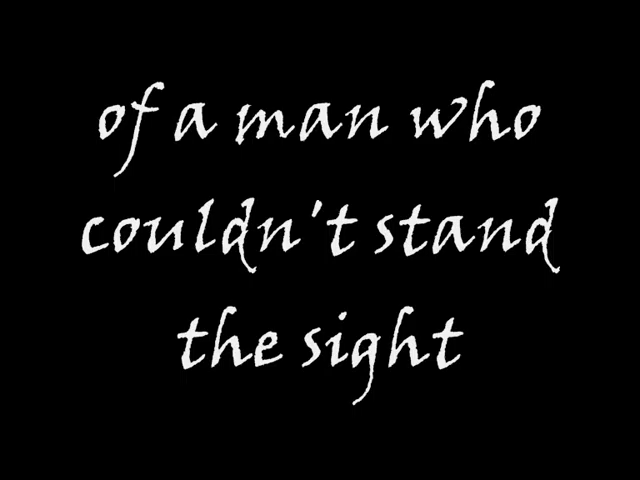 of a man who
couldn't stand
the sight